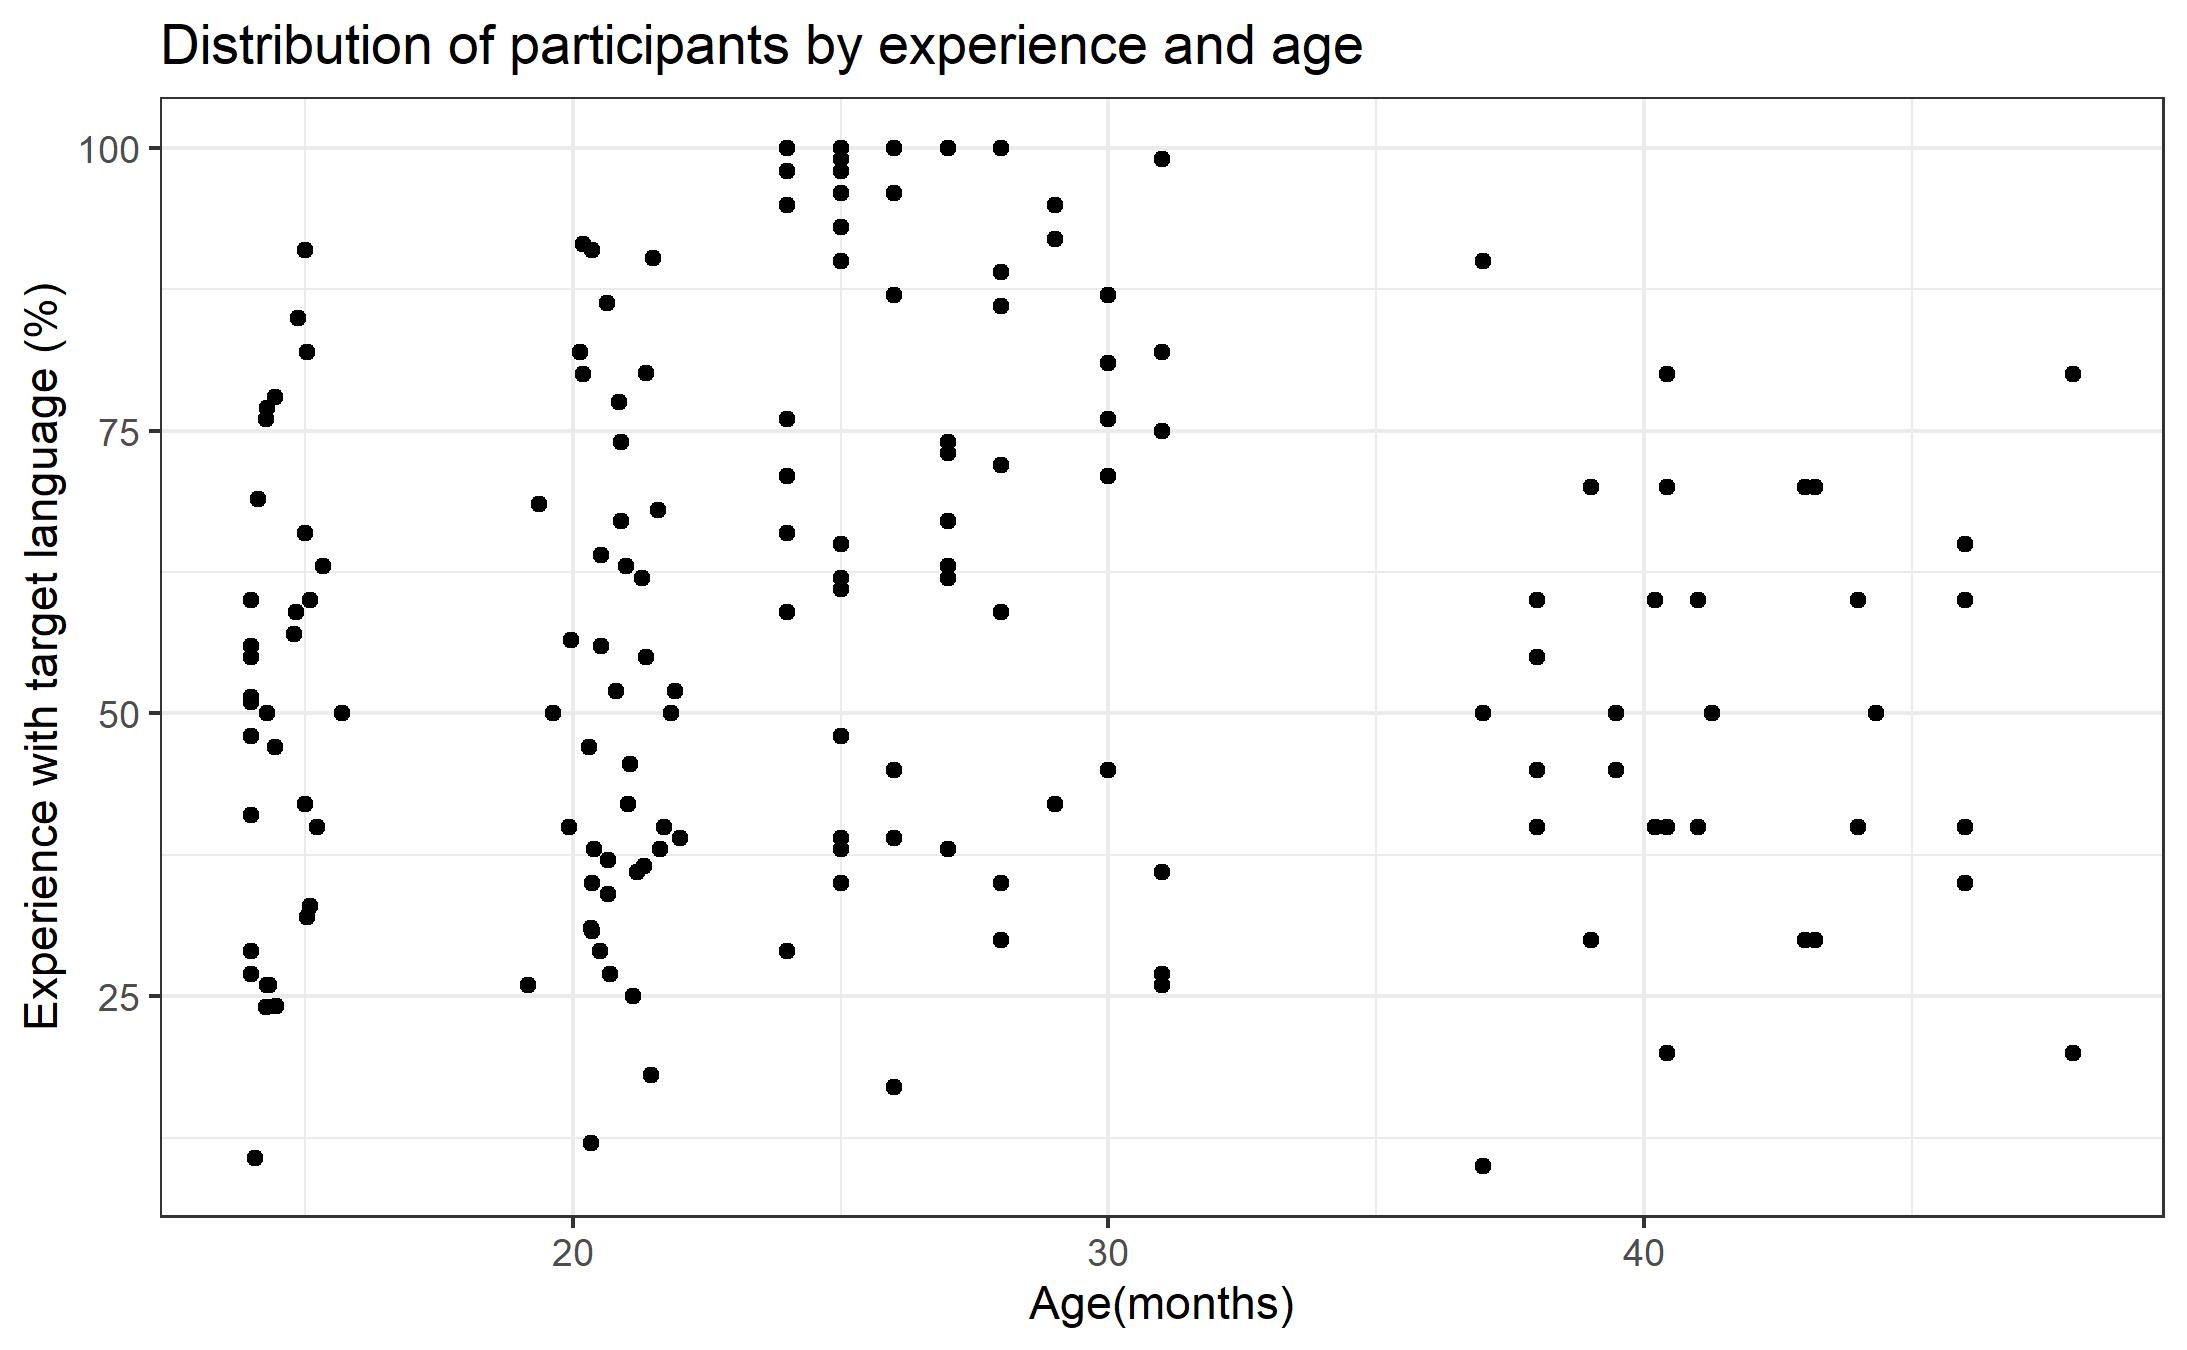 Distribution of participants by experience and age
Experience with target language (%)
100
75
50
25
20
30
40
Age(months)